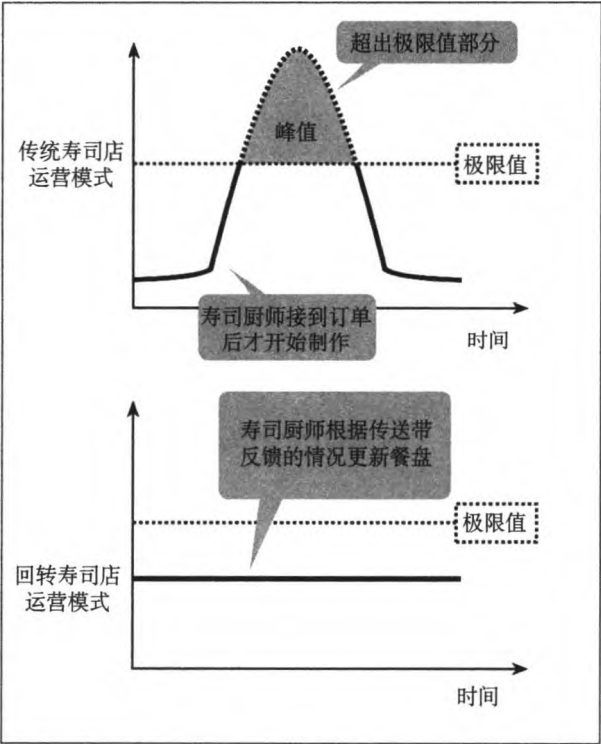 超出极限值部分
峰值
传统寿司店
运营模式
极限值
寿司厨师接到订单
后才开始制作
时间
寿司厨师根据传送带
反馈的情况更新餐盘
极限值
回转寿司店
运营模式
时间